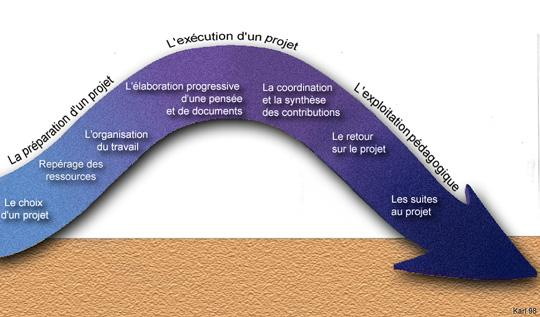 La préparation d'un projet
L'exécution d'un projet
L'exploitation pédagogique
Le choix
d'un projet
Repérage des
ressources
L'organisation
du travail
L'élaboration progressive
d'une pensée
et de documents
La coordination
et la synthèse
des contributions
Le retour
sur le projet
Les suites
au projet
Karl 98